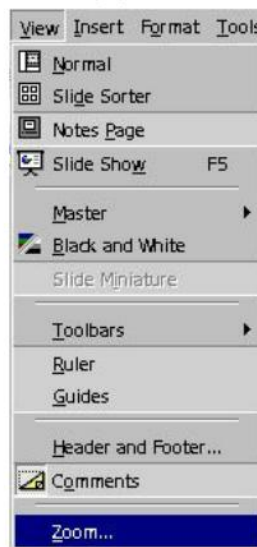 View Insert Format Tools
Normal
Slide Sorter
Notes Page
Slide Show F5
Master
Black and White
Slide Miniature
Toolbars
Ruler
Guides
Header and Footer...
Comments
Zoom...